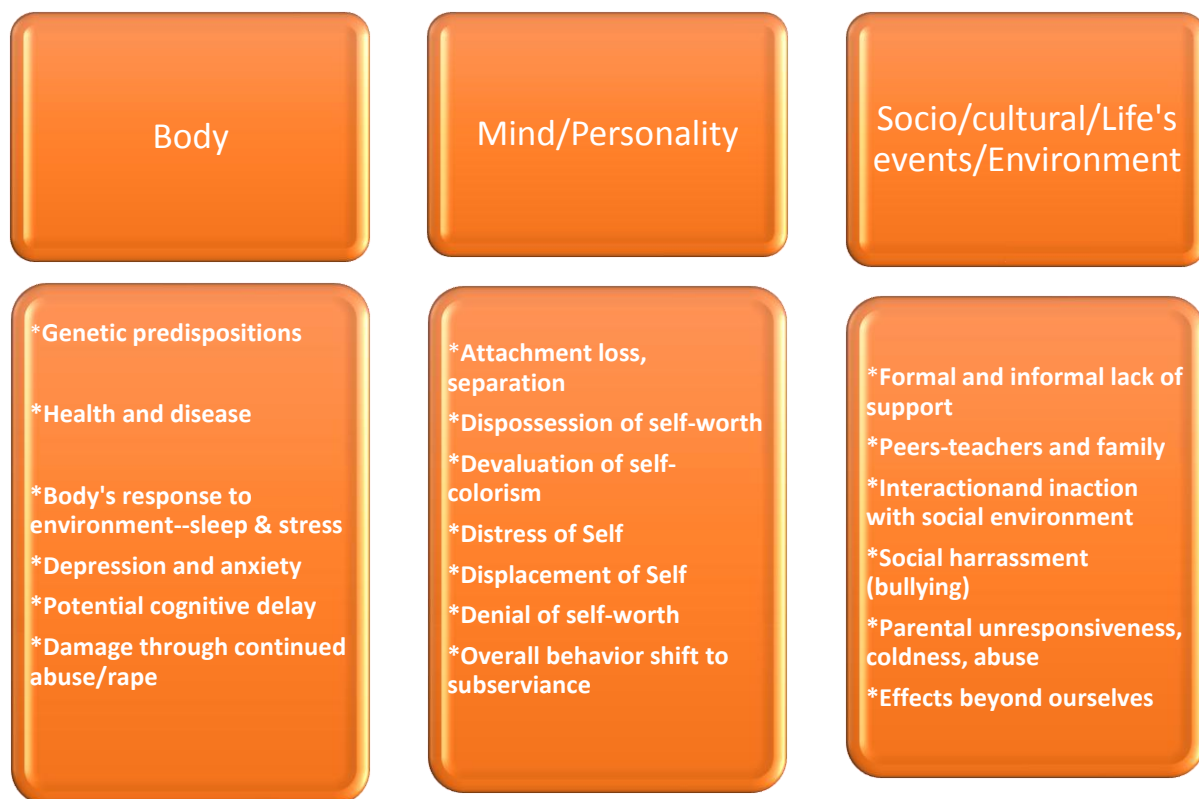 Body
*Genetic predispositions
*Health and disease
*Body's response to
environment--sleep & stress
*Depression and anxiety
*Potential cognitive delay
*Damage through continued
abuse/rape
Mind/Personality
*Attachment loss,
separation
*Dispossession of self-worth
*Devaluation of self-
colorism
*Distress of Self
*Displacement of Self
*Denial of self-worth
*Overall behavior shift to
subserviance
Socio/cultural/Life's
events/Environment
*Formal and informal lack of
support
*Peers-teachers and family
*Interactionand inaction
with social environment
*Social harrassment
(bullying)
*Parental unresponsiveness,
coldness, abuse
*Effects beyond ourselves